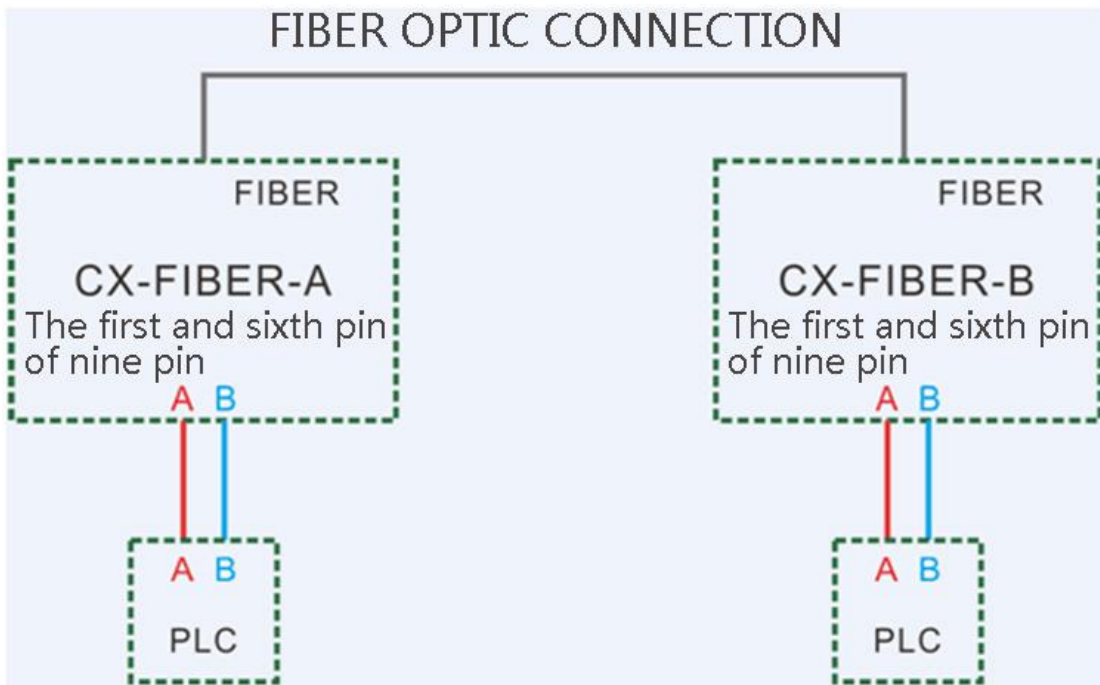 FIBER OPTIC CONNECTION
FIBER
CX-FIBER-A
The first and sixth pin
of nine pin
A B
A B
PLC
FIBER
CX-FIBER-B
The first and sixth pin
of nine pin
A B
A B
PLC